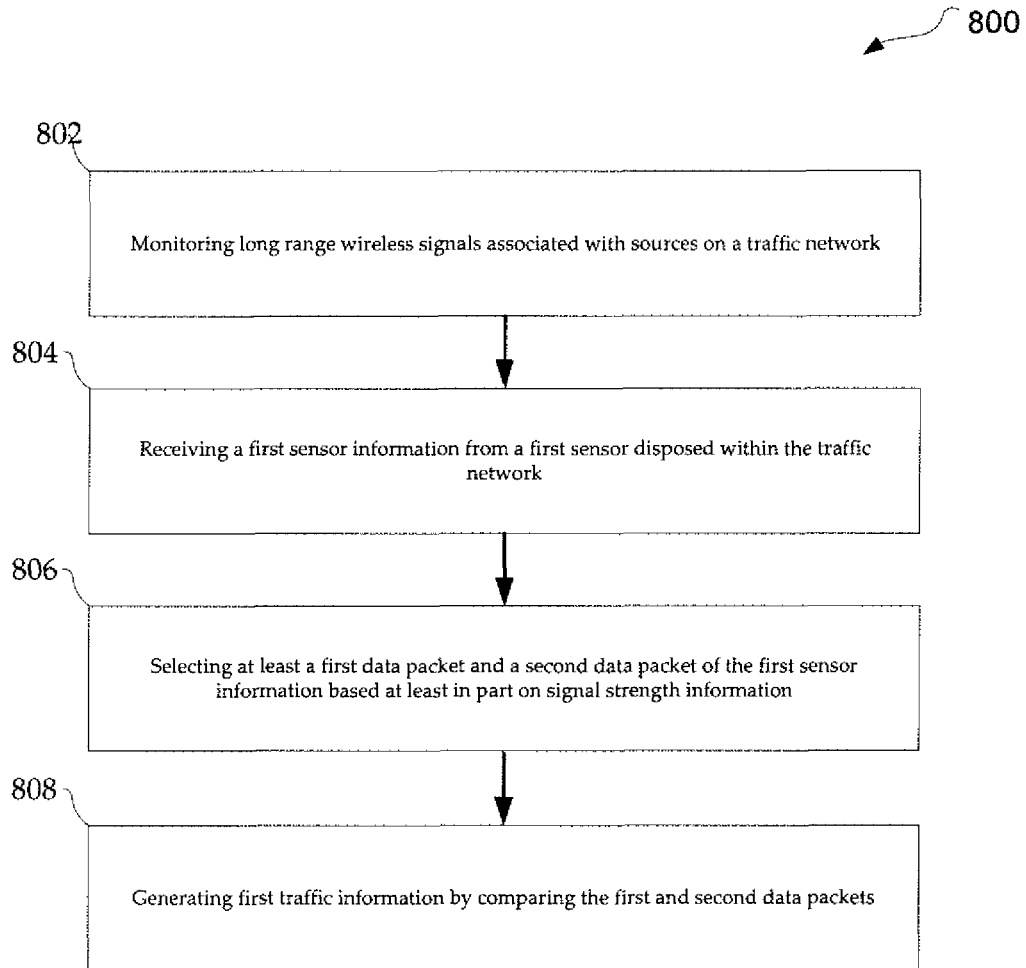 800
802
Monitoring long range wireless signals associated with sources on a traffic network
804
Receiving a first sensor information from a first sensor disposed within the traffic
network
806
Selecting at least a first data packet and a second data packet of the first sensor
information based at least in part on signal strength information
808
Generating first traffic information by comparing the first and second data packets